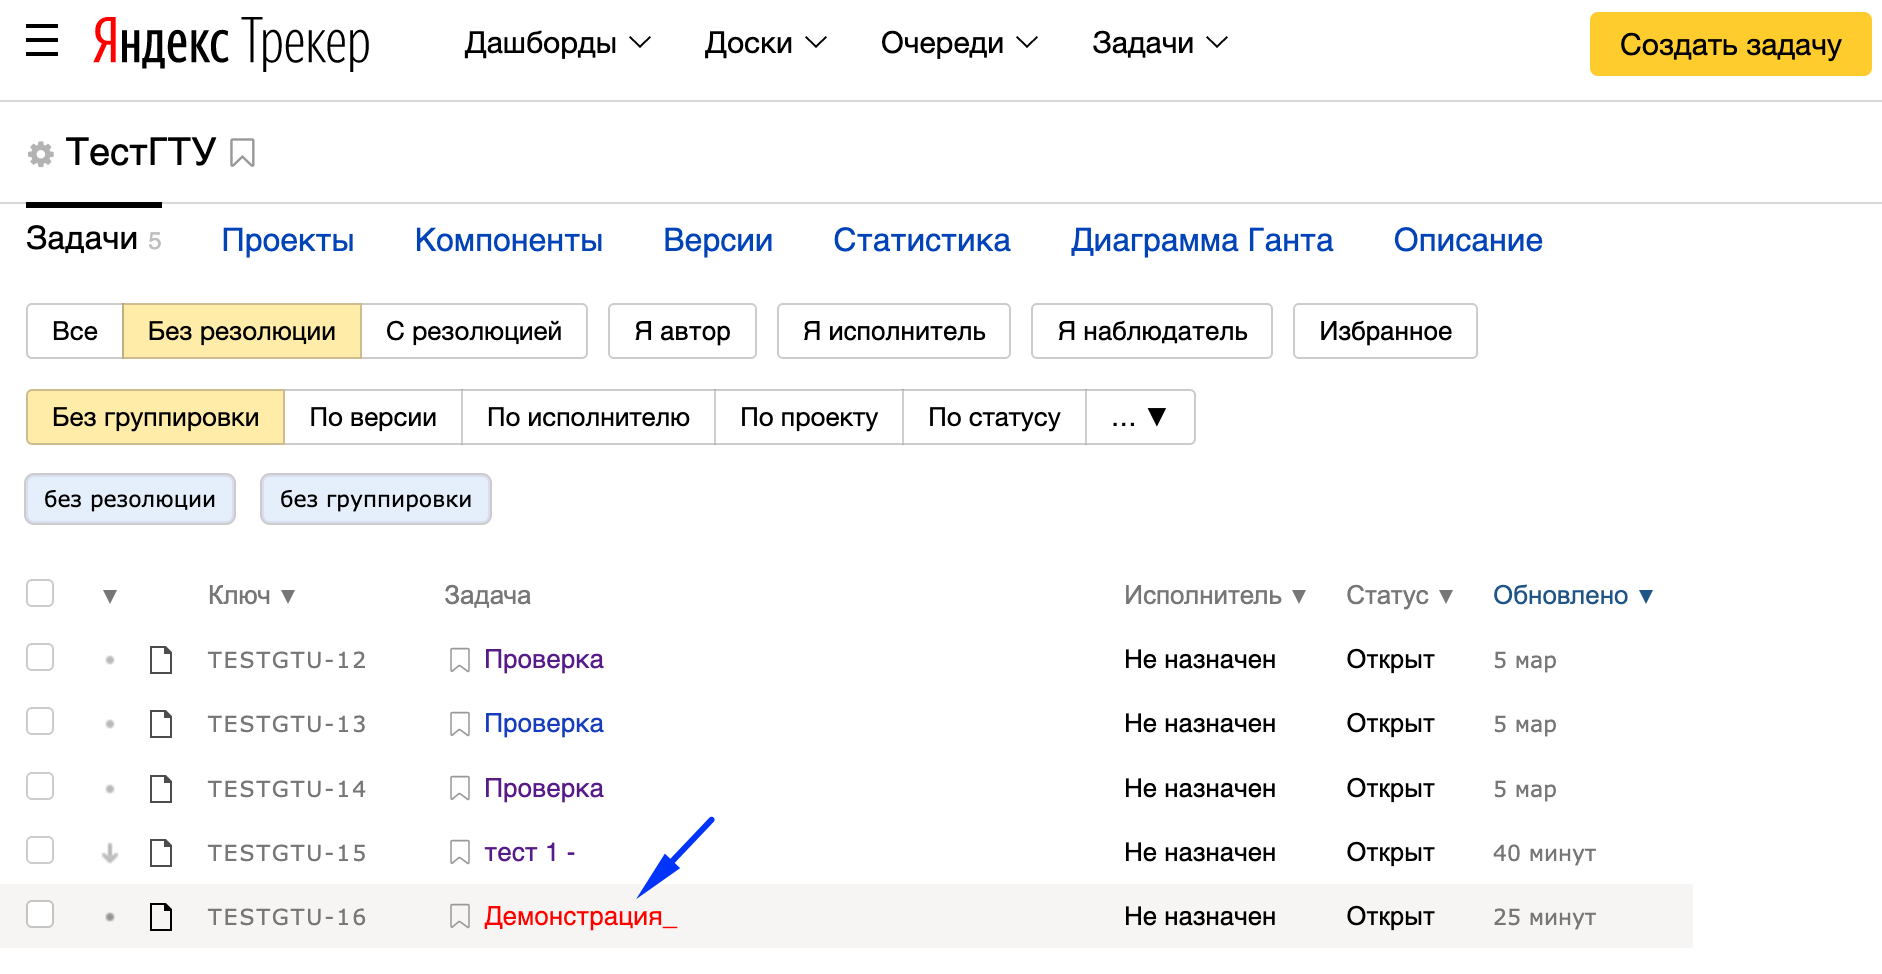 Яндекс Трекер Дашборды Доски Очереди Задачи Создать задачу
ТестГТУ
Задачи 5 Проекты Компоненты Версии Статистика Диаграмма Ганта Описание
Все Без резолюции С резолюцией Я автор Я исполнитель Я наблюдатель Избранное
Без группировки По версии По исполнителю По проекту По статусу ... ▼
без резолюции без группировки
▼ Ключ ▼ Задача Исполнитель ▼ Статус ▼ Обновлено ▼
TESTGTU-12 Проверка Не назначен Открыт 5 мар
TESTGTU-13 Проверка Не назначен Открыт 5 мар
TESTGTU-14 Проверка Не назначен Открыт 5 мар
TESTGTU-15 тест 1 - Не назначен Открыт 40 минут
TESTGTU-16 Демонстрация_ Не назначен Открыт 25 минут